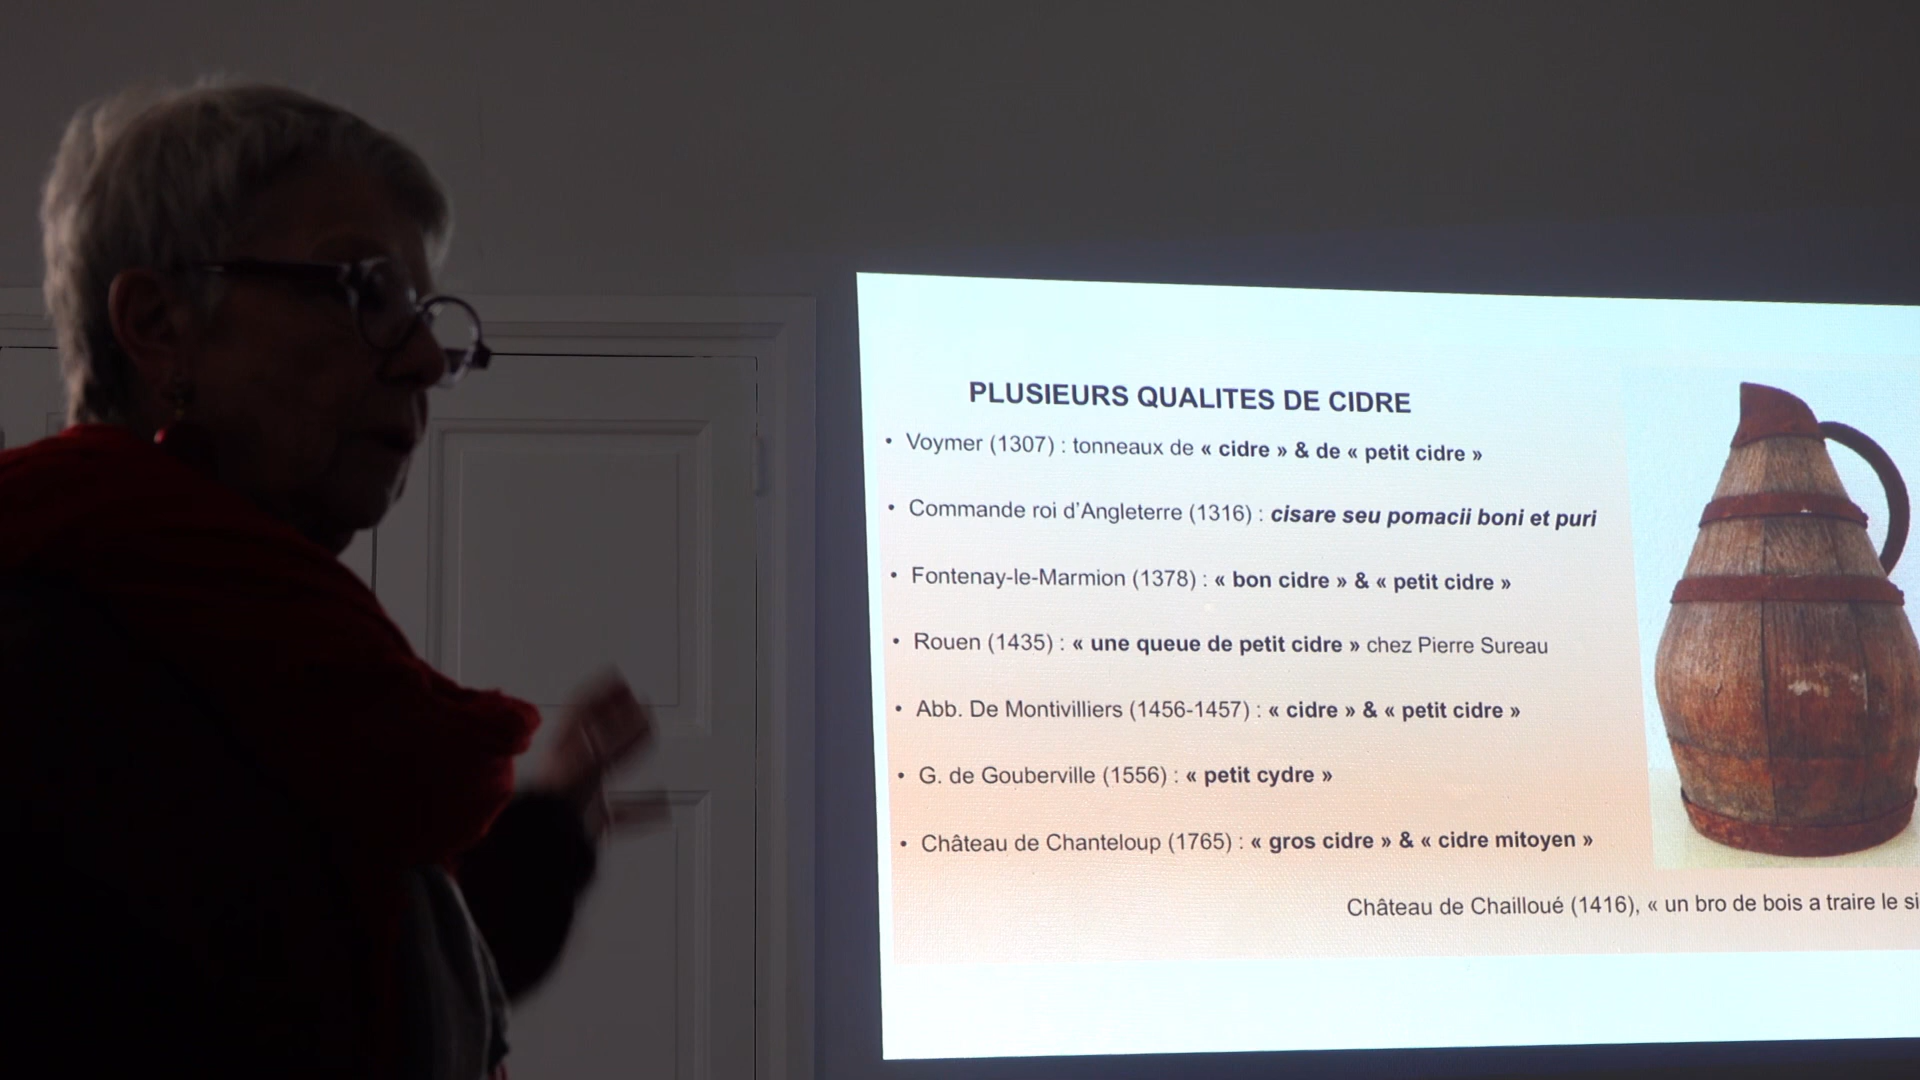 PLUSIEURS QUALITES DE CIDRE
• Voymer (1307) : tonneaux de « cidre » & de « petit cidre »
• Commande roi d'Angleterre (1316) : cisare seu pomacii boni et puri
• Fontenay-le-Marmion (1378) : « bon cidre » & « petit cidre »
• Rouen (1435) : « une queue de petit cidre » chez Pierre Sureau
• Abb. De Montivilliers (1456-1457) : « cidre » & « petit cidre »
• G. de Gouberville (1556) : « petit cydre »
• Château de Chanteloup (1765) : « gros cidre » & « cidre mitoyen »
Château de Chailloué (1416), « un bro de bois a traire le si